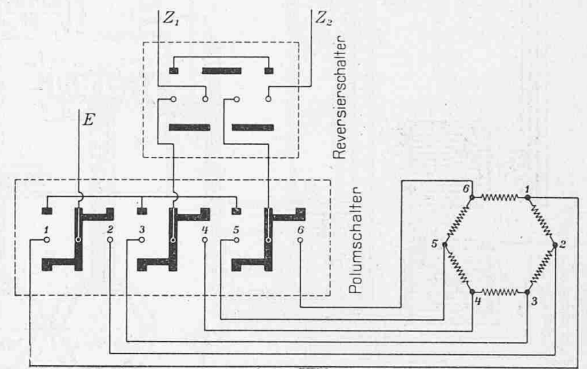 Z₁ Z₂
Reversierschalter
E
Polumschalter
1 2 3 4 5 6
6 1
5 2
4 3